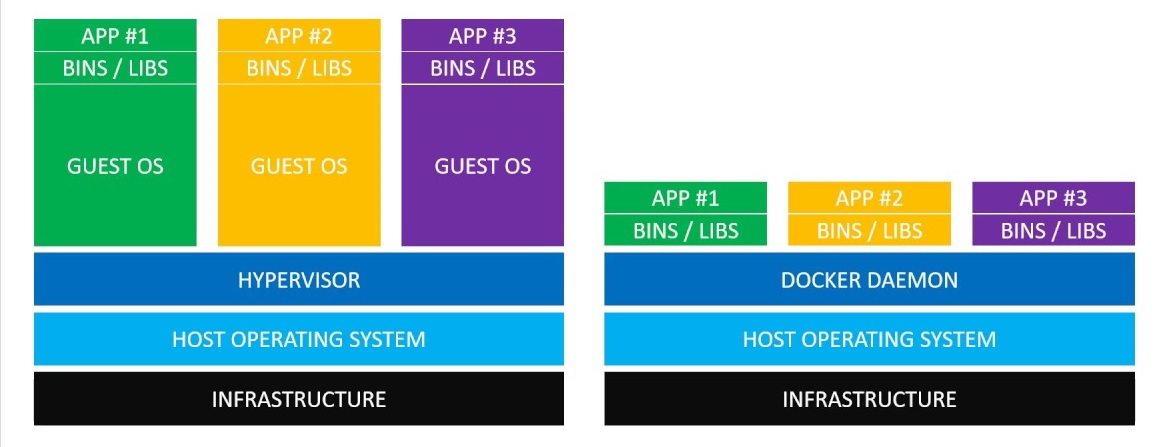 APP #1
BINS / LIBS
GUEST OS
APP #2
BINS / LIBS
GUEST OS
APP #3
BINS / LIBS
GUEST OS
HYPERVISOR
HOST OPERATING SYSTEM
INFRASTRUCTURE
APP #1
BINS / LIBS
APP #2
BINS / LIBS
APP #3
BINS / LIBS
DOCKER DAEMON
HOST OPERATING SYSTEM
INFRASTRUCTURE